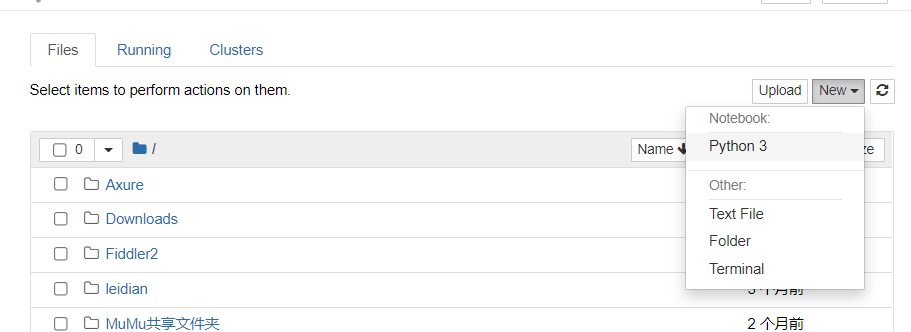 Files Running Clusters
Select items to perform actions on them.
Upload New
Notebook:
Python 3
Other:
Text File
Folder
Terminal
0 / Name ze
Axure
Downloads
Fiddler2
leidian 3 个月前
MuMu共享文件夹 2 个月前